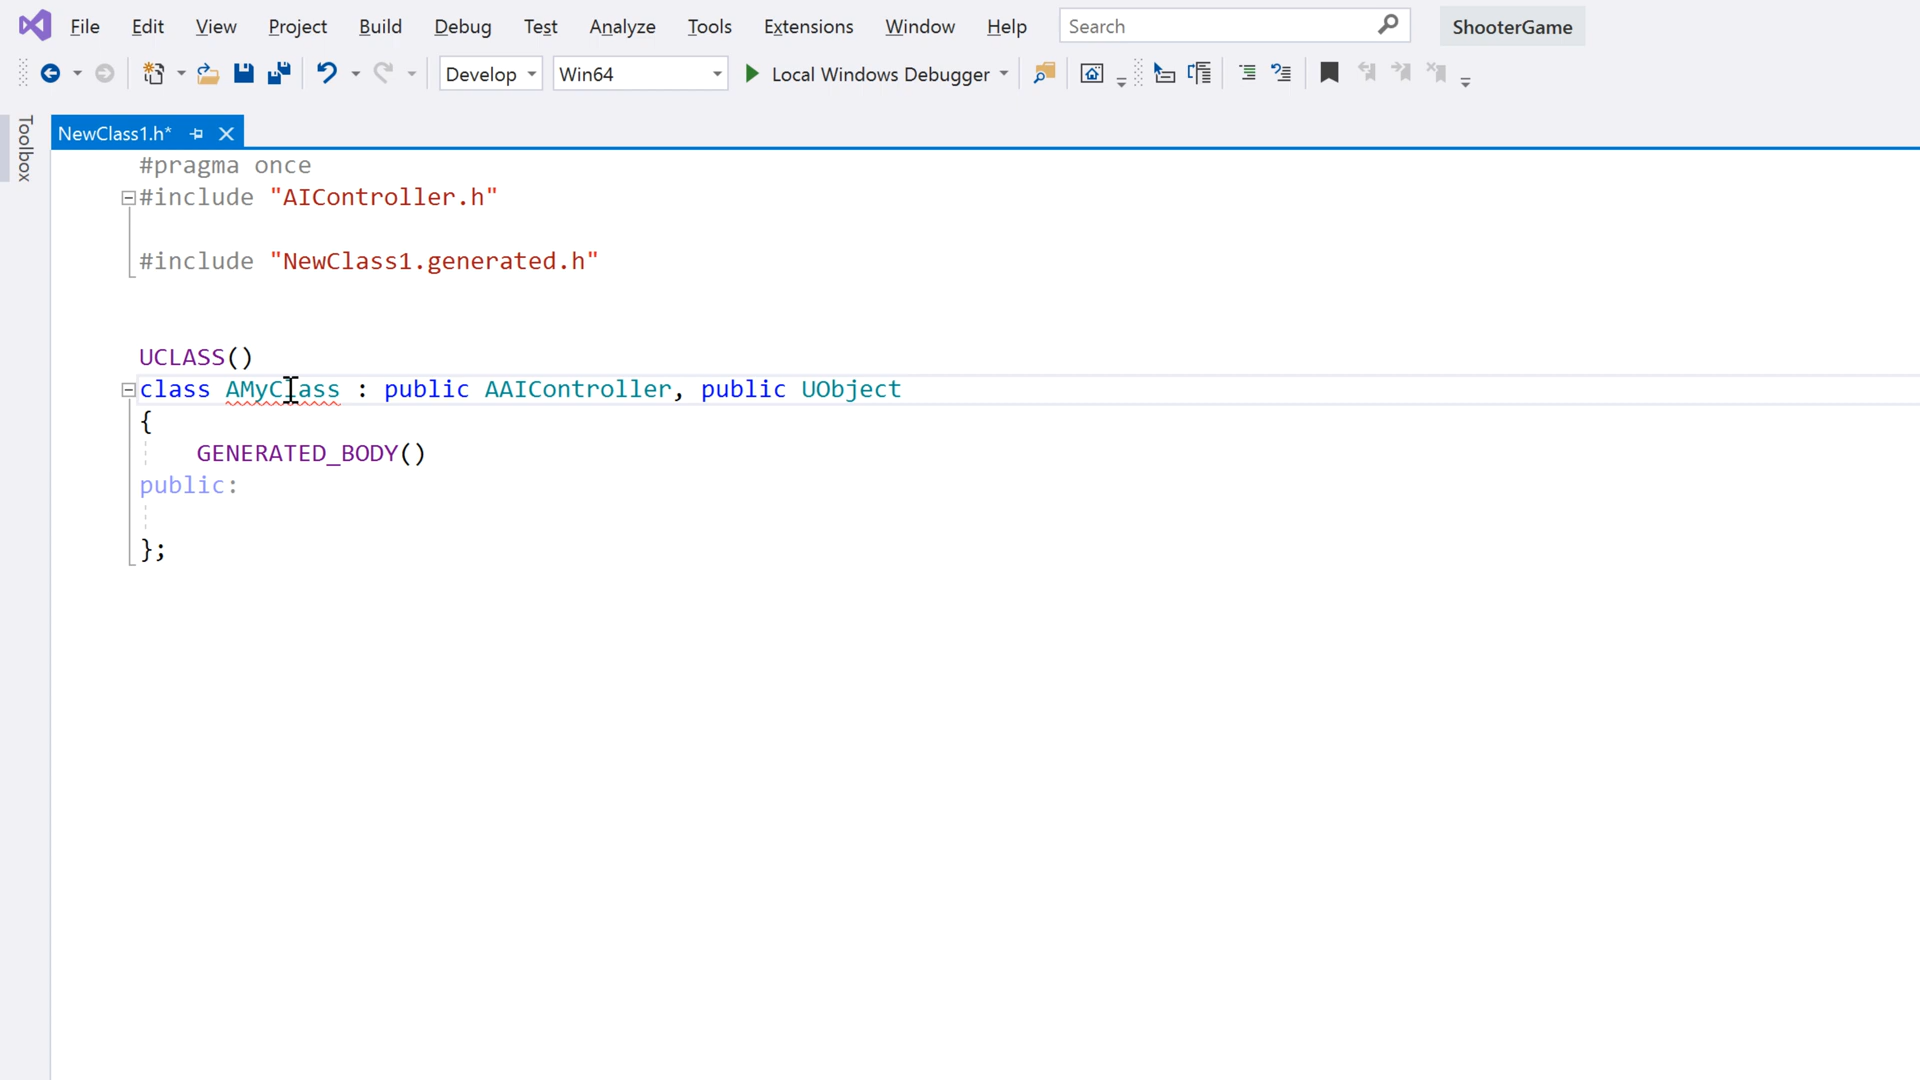 File Edit View Project Build Debug Test Analyze Tools Extensions Window Help Search ShooterGame
Develop Win64 Local Windows Debugger
Toolbox
NewClass1.h*
#pragma once
#include "AIController.h"
#include "NewClass1.generated.h"
UCLASS()
class AMyClass : public AAIController, public UObject
{
GENERATED_BODY()
public:
};